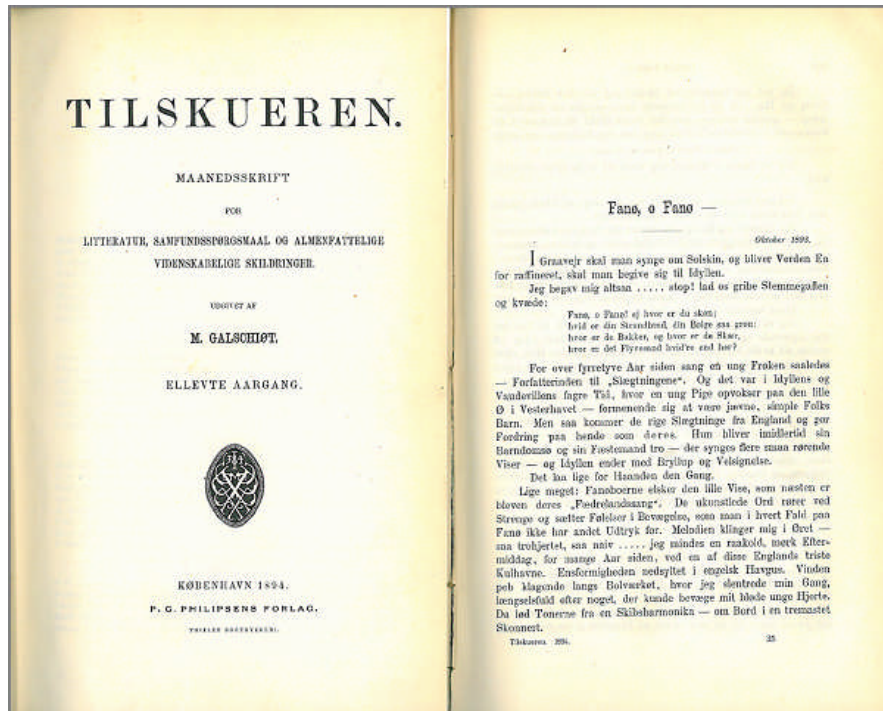 TILSKUEREN.
MAANEDSSKRIFT
FOR
LITTERATUR, SAMFUNDSSPØRGSMAAL OG ALMENFATTELIGE
VIDENSKABELIGE SKILDRINGER.
UDGIVET AF
M. GALSCHIØT.
ELLEVTE AARGANG.
KØBENHAVN 1894.
P. G. PHILIPSENS FORLAG.
Fanø, o Fanø —
Oktober 1893.
I Graavejr skal man synge om Solskin, og bliver Verden En
for raffineret, skal man begive sig til Idyllen.
Jeg begav mig altsaa ..... stop! lad os gribe Stemmegaflen
og kvæde:
Fanø, o Fanø! ej hvor er du skøn;
hvid er din Strandbred, din Bølge saa grøn;
hvor er de Bakker, og hvor er de Skær,
hvor er det Flyvesand hvid're end her?
For over fyrretyve Aar siden sang en ung Frøken saaledes
— Forfatterinden til „Slægtningene“. Og det var i Idyllens og
Vaudevillens fagre Tid, hvor en ung Pige opvokser paa den lille
Ø i Vesterhavet — formenende sig at være jævne, simple Folks
Barn. Men saa kommer de rige Slægtninge fra England og gør
Fordring paa hende som deres. Hun bliver imidlertid sin
Barndomsø og sin Fæstemand tro — der synges flere smaa rørende
Viser — og Idyllen ender med Bryllup og Velsignelse.
Det laa lige for Haanden den Gang.
Lige meget: Fanøboerne elsker den lille Vise, som næsten er
bleven deres „Fædrelandssang“. De ukunstlede Ord rører ved
Strenge og sætter Følelser i Bevægelse, som man i hvert Fald paa
Fanø ikke har andet Udtryk for. Melodien klinger mig i Øret —
saa trohjertet, saa naiv ..... jeg mindes en raakold, mørk Efter-
middag, for mange Aar siden, ved en af disse Englands triste
Kulhavne. Ensformigheden nedsyltet i engelsk Havgus. Vinden
peb klagende langs Bolværket, hvor jeg slentrede min Gang,
længselsfuld efter noget, der kunde bevæge mit bløde unge Hjerte.
Da lød Tonerne fra en Skibsharmonika — om Bord i en tremastet
Skonnert.
Tilskueren 1894. 25